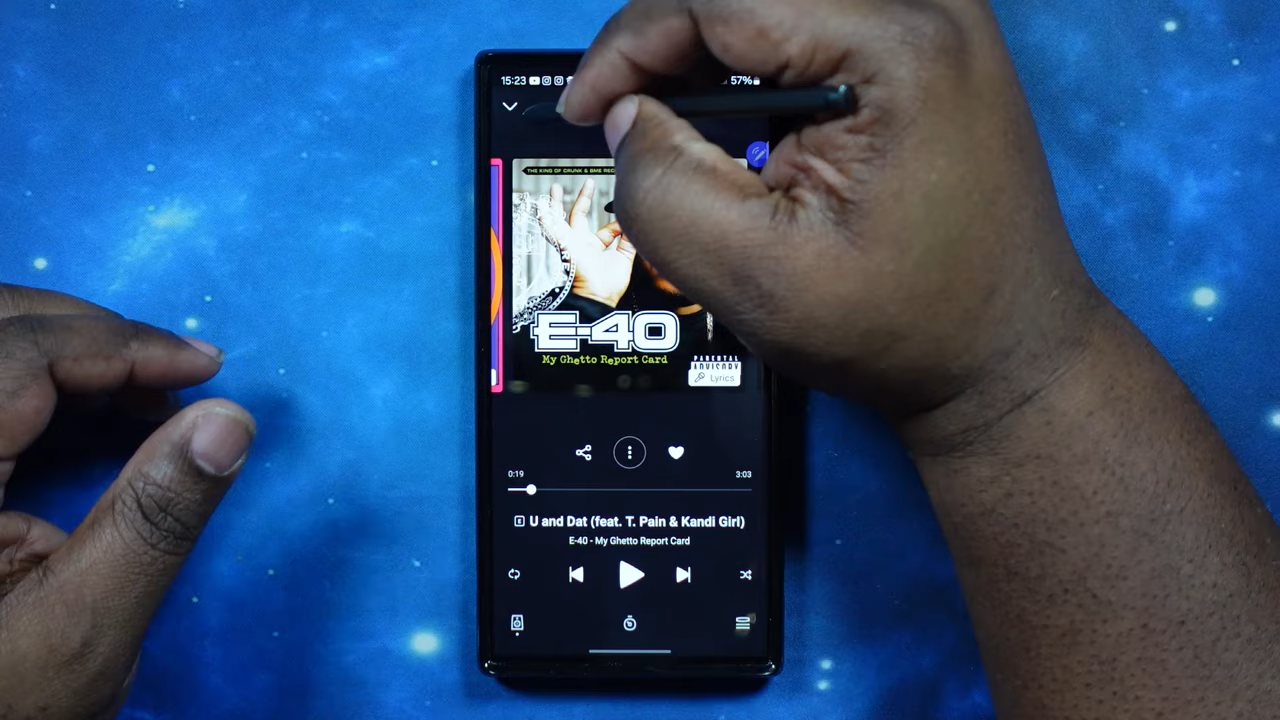 15:23
57%
THE KING OF CRUNK & BME REC
E-40
My Ghetto Report Card
PARENTAL
ADVISORY
Lyrics
0:19
3:03
E U and Dat (feat. T. Pain & Kandi Girl)
E-40 - My Ghetto Report Card